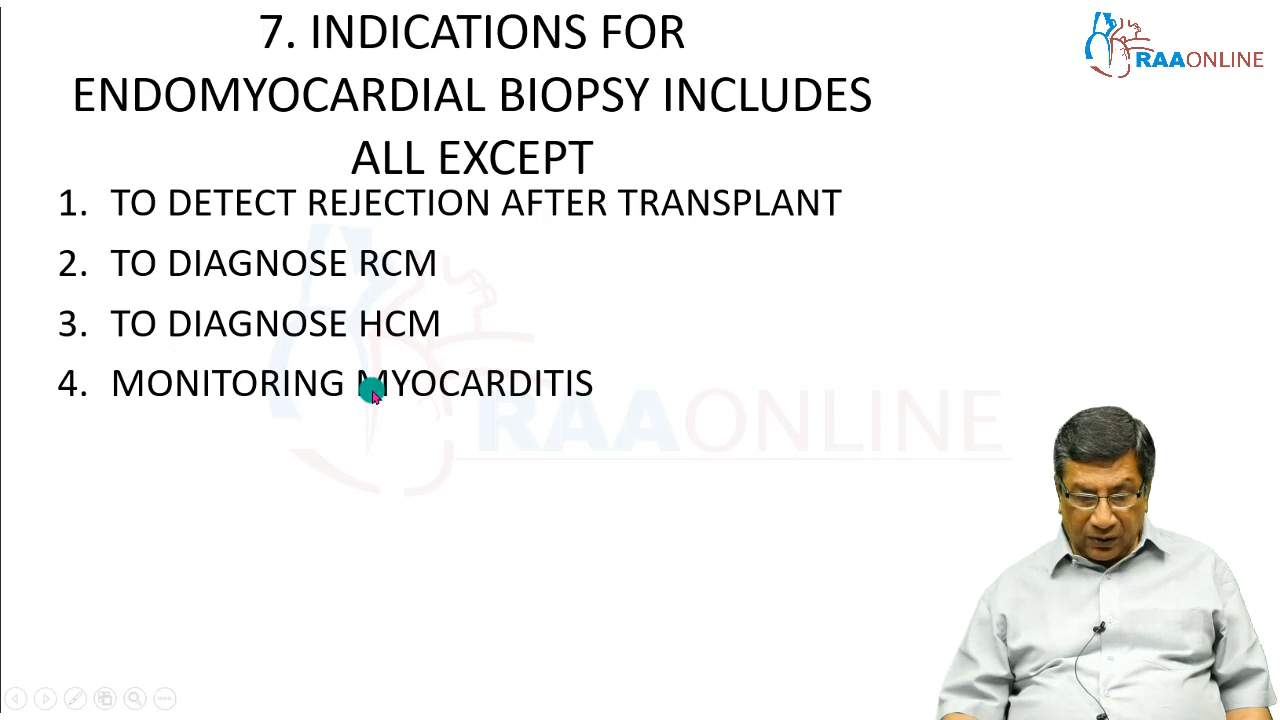 7. INDICATIONS FOR
ENDOMYOCARDIAL BIOPSY INCLUDES
ALL EXCEPT
RAAONLINE
1. TO DETECT REJECTION AFTER TRANSPLANT
2. TO DIAGNOSE RCM
3. TO DIAGNOSE HCM
4. MONITORING MYOCARDITIS
RAAONLINE